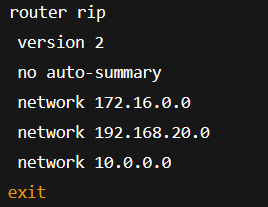 router rip
 version 2
 no auto-summary
 network 172.16.0.0
 network 192.168.20.0
 network 10.0.0.0
exit